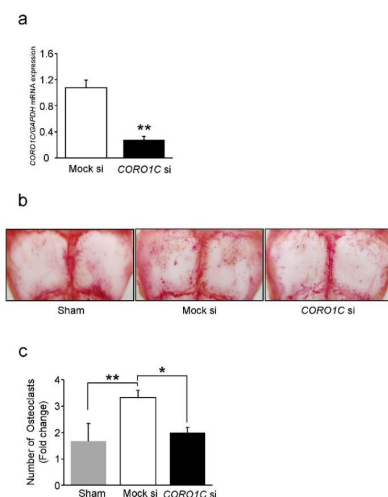 a
CORO1C/GAPDH mRNA expression
1.6
1.2
0.8
0.4
0
**
Mock si
CORO1C si
b
Sham
Mock si
CORO1C si
c
Number of Osteoclasts
(Fold change)
4
3
2
1
0
**
*
Sham
Mock si
CORO1C si